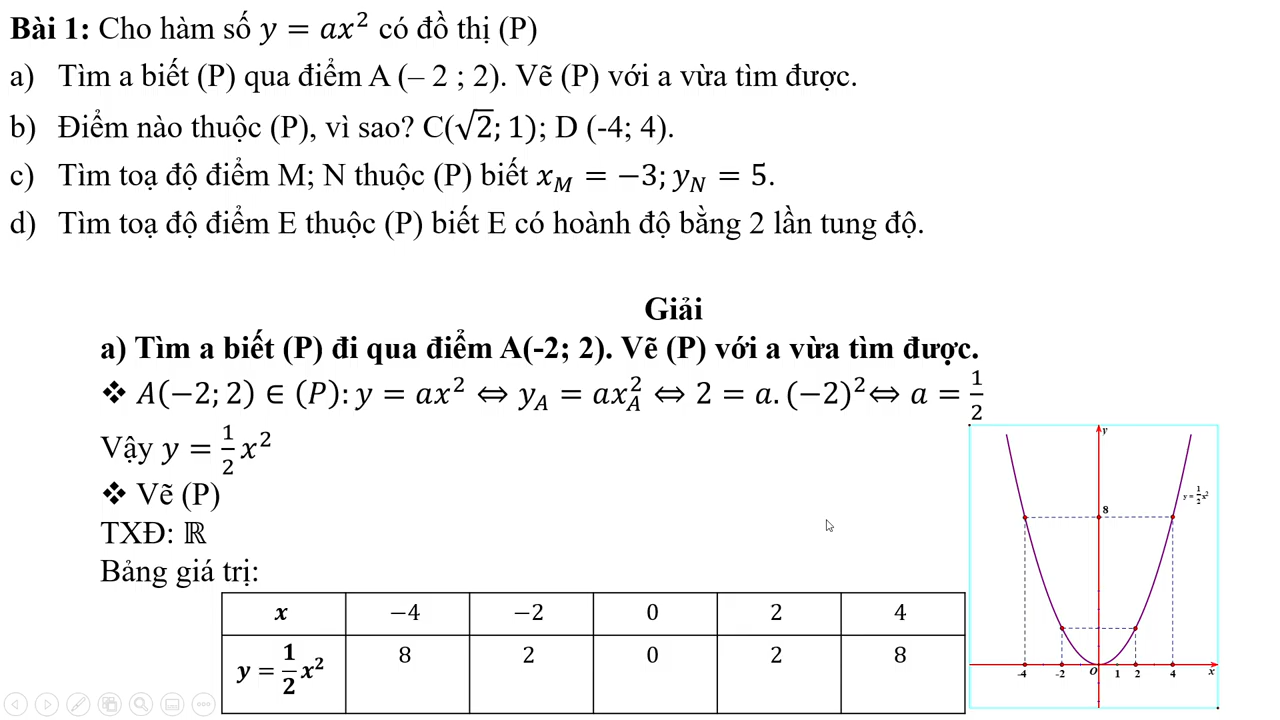 Bài 1: Cho hàm số y = ax² có đồ thị (P)
a) Tìm a biết (P) qua điểm A (– 2 ; 2). Vẽ (P) với a vừa tìm được.
b) Điểm nào thuộc (P), vì sao? C(√2; 1); D (-4; 4).
c) Tìm toạ độ điểm M; N thuộc (P) biết x_M = −3; y_N = 5.
d) Tìm toạ độ điểm E thuộc (P) biết E có hoành độ bằng 2 lần tung độ.
Giải
a) Tìm a biết (P) đi qua điểm A(-2; 2). Vẽ (P) với a vừa tìm được.
❖ A(−2; 2) ∈ (P): y = ax² ⇔ y_A = ax_A² ⇔ 2 = a. (−2)² ⇔ a = 1/2
Vậy y = 1/2 x²
❖ Vẽ (P)
TXĐ: ℝ
Bảng giá trị:
x −4 −2 0 2 4
y = 1/2 x² 8 2 0 2 8
y
y = 1/2 x²
8
-4 -2 O 1 2 4 x